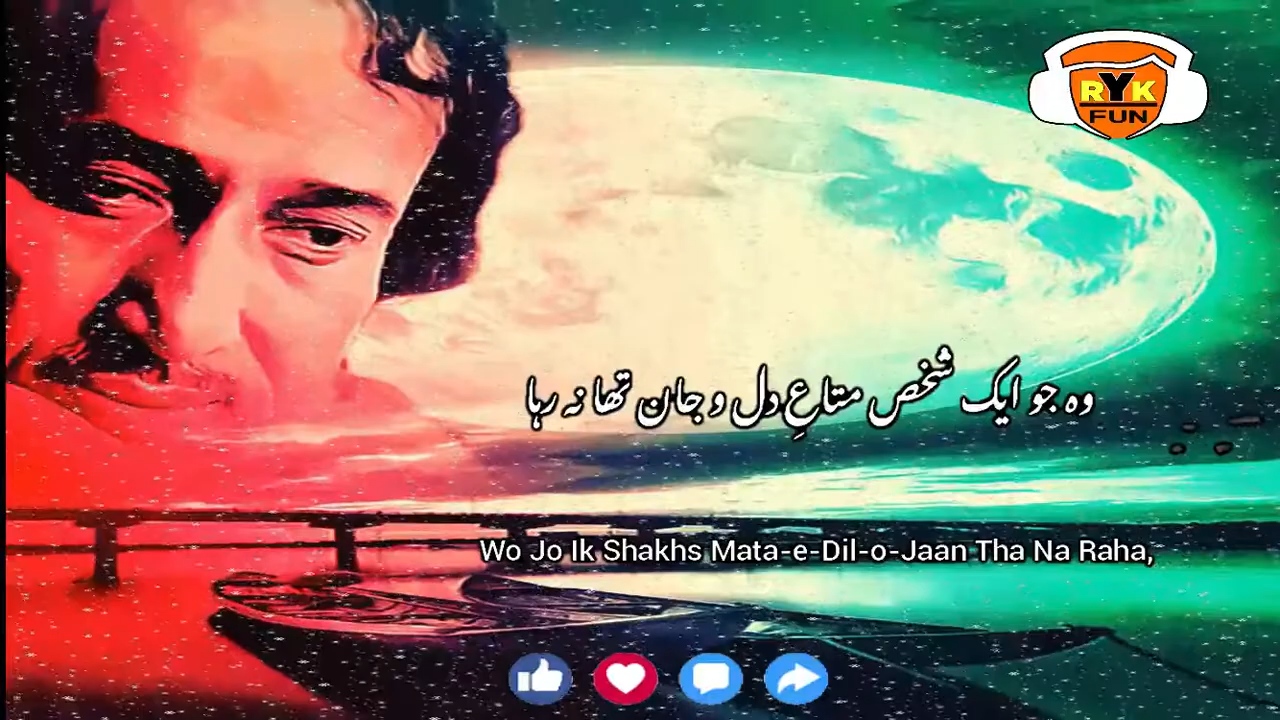 RYK
FUN
وہ جو ایک شخص متاعِ دل و جان تھا نہ رہا
Wo Jo Ik Shakhs Mata-e-Dil-o-Jaan Tha Na Raha,